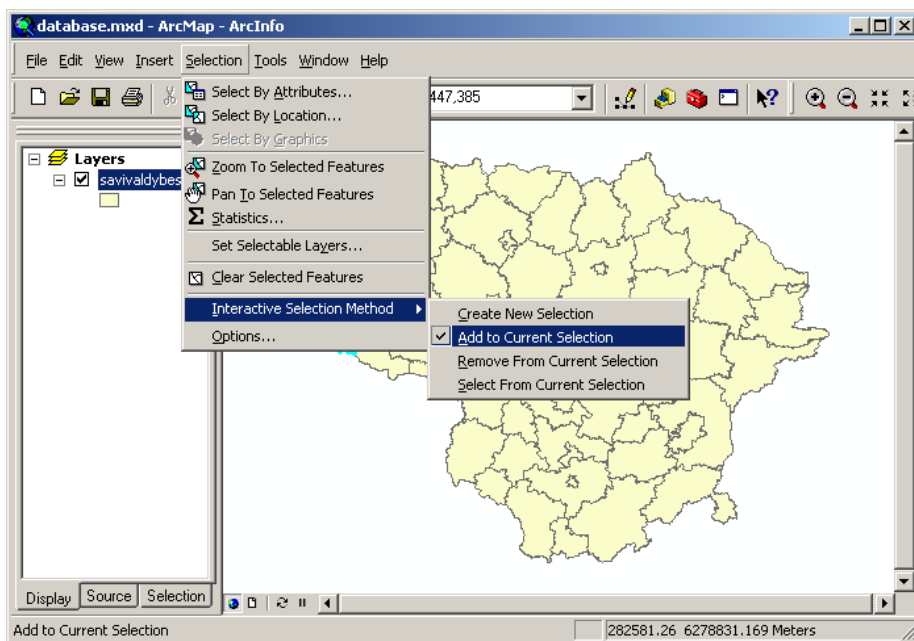 database.mxd - ArcMap - ArcInfo
File Edit View Insert Selection Tools Window Help
447,385
Select By Attributes...
Select By Location...
Select By Graphics
Zoom To Selected Features
Pan To Selected Features
Statistics...
Set Selectable Layers...
Clear Selected Features
Interactive Selection Method
Options...
Create New Selection
Add to Current Selection
Remove From Current Selection
Select From Current Selection
Layers
savivaldybes
Display Source Selection
Add to Current Selection
282581.26 6278831.169 Meters